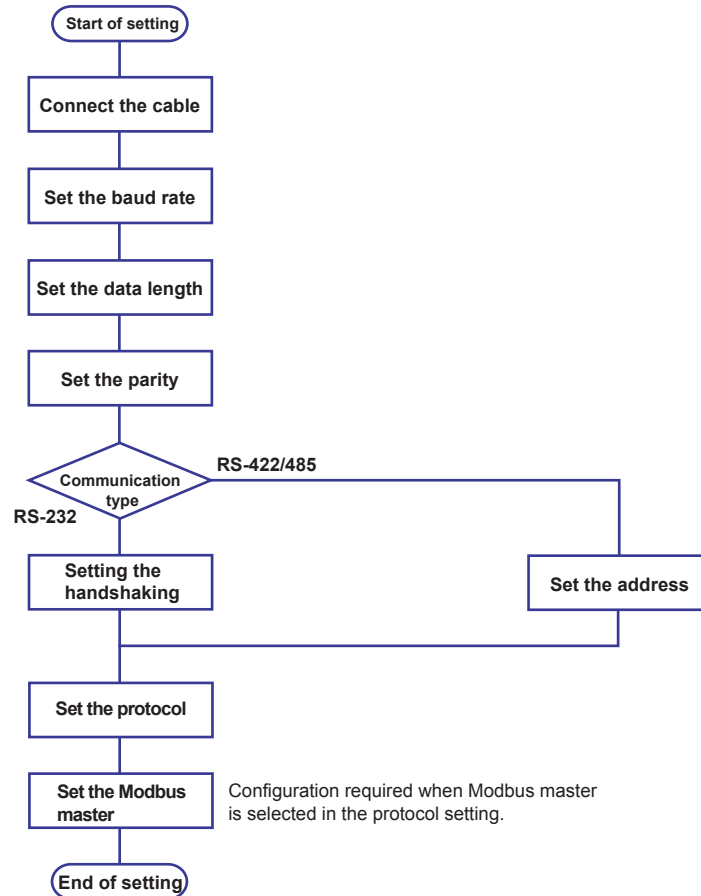 Start of setting
Connect the cable
Set the baud rate
Set the data length
Set the parity
RS-422/485
Communication
type
RS-232
Setting the
handshaking
Set the address
Set the protocol
Set the Modbus
master
Configuration required when Modbus master
is selected in the protocol setting.
End of setting